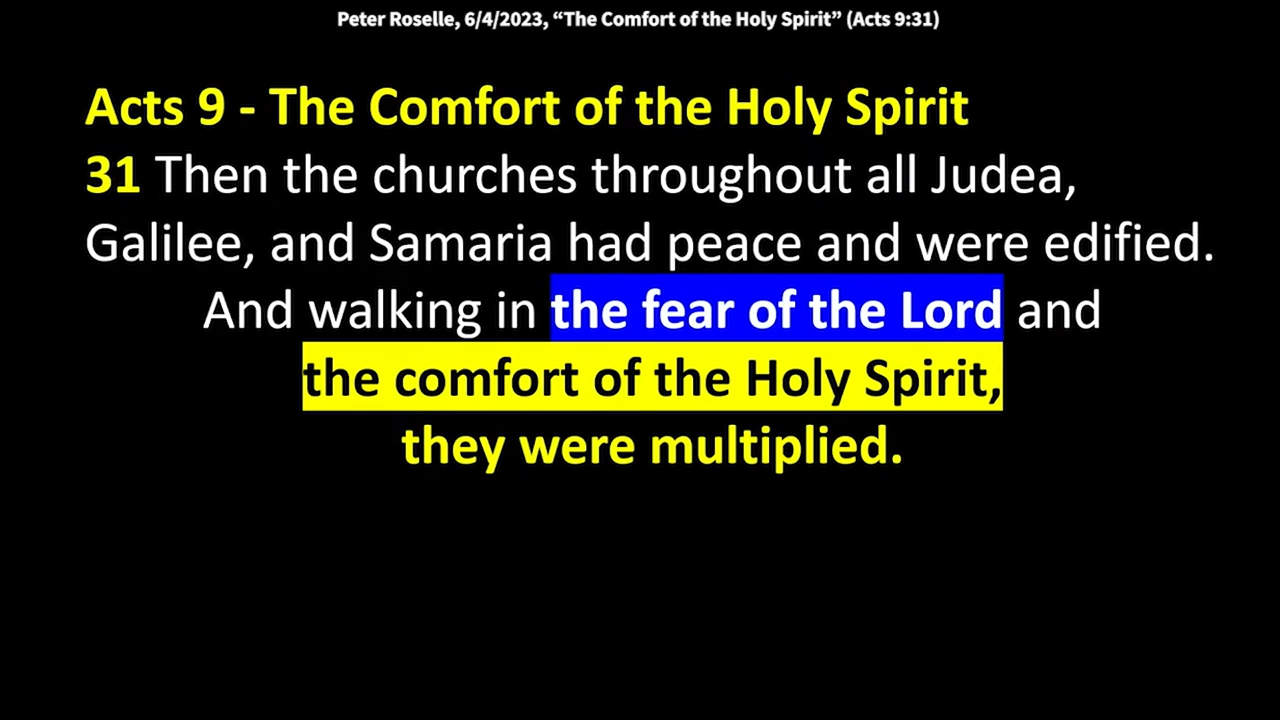 Peter Roselle, 6/4/2023, “The Comfort of the Holy Spirit” (Acts 9:31)
Acts 9 - The Comfort of the Holy Spirit
31 Then the churches throughout all Judea,
Galilee, and Samaria had peace and were edified.
And walking in the fear of the Lord and
the comfort of the Holy Spirit,
they were multiplied.